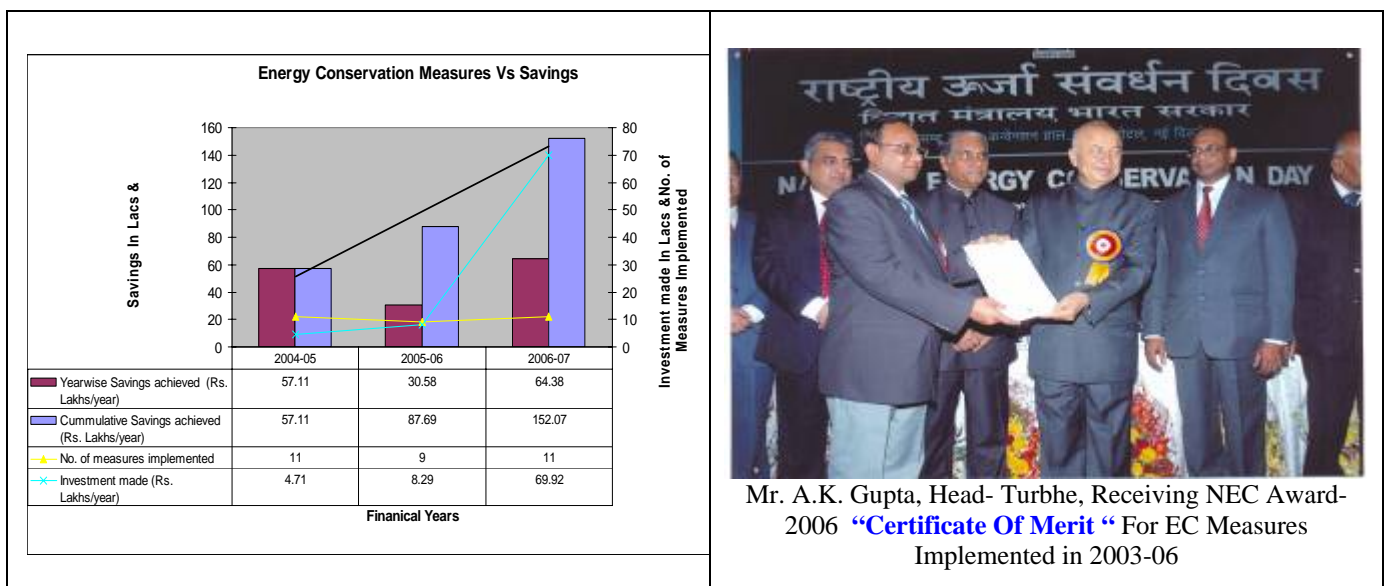 Energy Conservation Measures Vs Savings
Savings In Lacs &
160
140
120
100
80
60
40
20
0
80
70
60
50
40
30
20
10
0
Investment made In Lacs &No. of
Measures Implemented
2004-05 2005-06 2006-07
Yearwise Savings achieved (Rs. Lakhs/year) 57.11 30.58 64.38
Cummulative Savings achieved (Rs. Lakhs/year) 57.11 87.69 152.07
No. of measures implemented 11 9 11
Investment made (Rs. Lakhs/year) 4.71 8.29 69.92
Finanical Years
राष्ट्रीय ऊर्जा संवर्धन दिवस
मंत्रालय भारत सरकार
नई
DAY
Mr. A.K. Gupta, Head- Turbhe, Receiving NEC Award-
2006 “Certificate Of Merit “ For EC Measures
Implemented in 2003-06